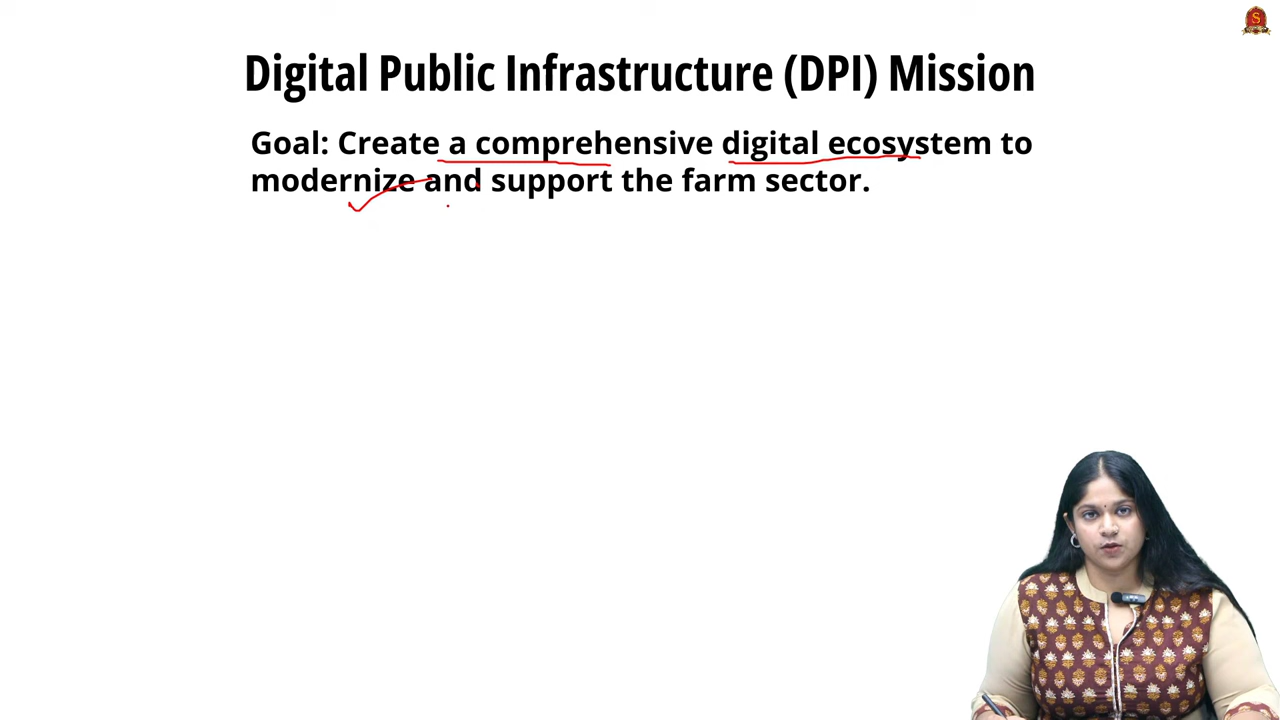 Digital Public Infrastructure (DPI) Mission
Goal: Create a comprehensive digital ecosystem to
modernize and support the farm sector.